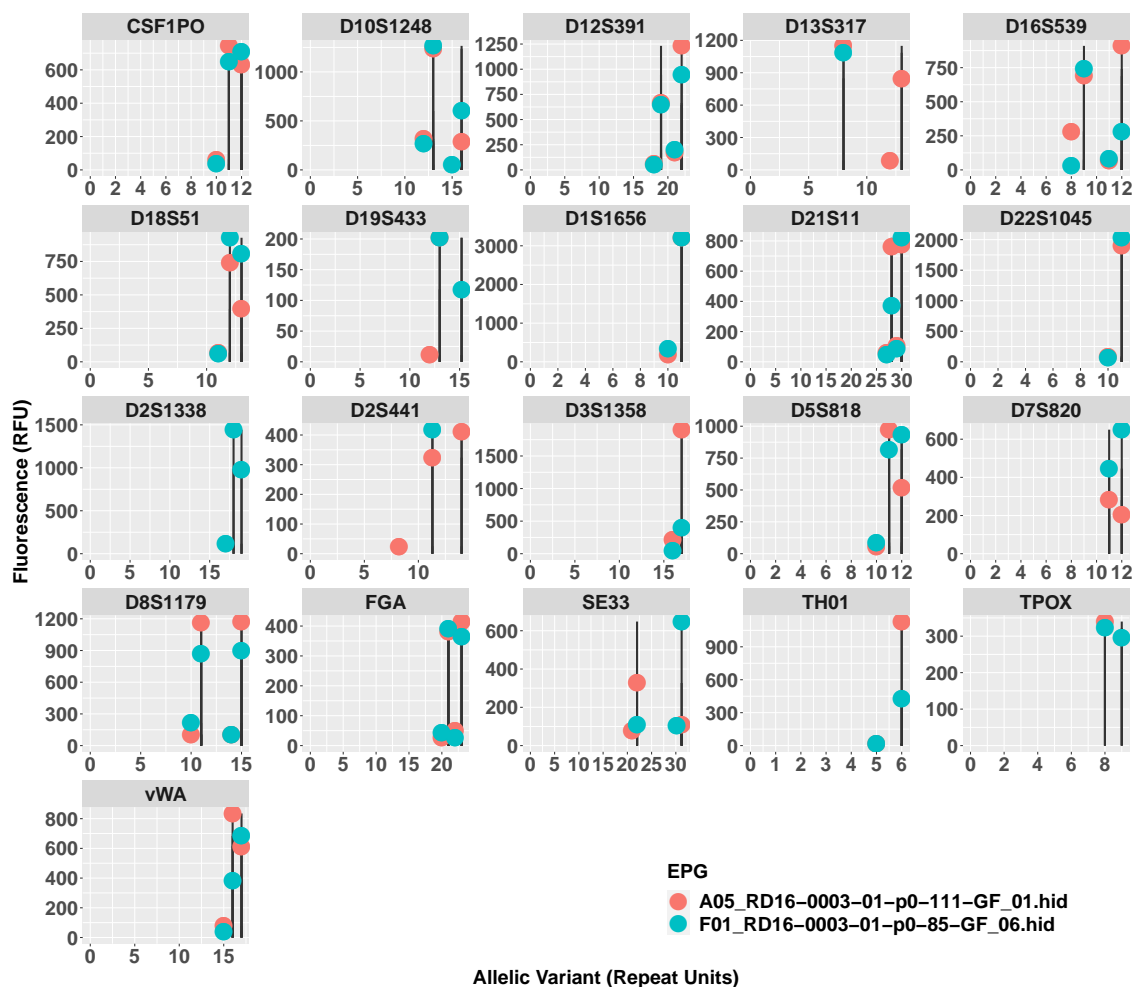 CSF1PO D10S1248 D12S391 D13S317 D16S539
600 400 200 0
1000 500 0
1250 1000 750 500 250 0
1200 900 600 300 0
750 500 250 0
0 2 4 6 8 10 12
0 5 10 15
0 5 10 15 20
0 5 10
0 2 4 6 8 10 12
D18S51 D19S433 D1S1656 D21S11 D22S1045
750 500 250 0
200 150 100 50 0
3000 2000 1000 0
800 600 400 200 0
2000 1500 1000 500 0
0 5 10
0 5 10 15
0 2 4 6 8 10
0 5 10 15 20 25 30
0 2 4 6 8 10
D2S1338 D2S441 D3S1358 D5S818 D7S820
1500 1000 500 0
400 300 200 100 0
1500 1000 500 0
1000 750 500 250 0
600 400 200 0
0 5 10 15
0 5 10
0 5 10 15
0 2 4 6 8 10 12
0 2 4 6 8 10 12
D8S1179 FGA SE33 TH01 TPOX
1200 900 600 300 0
400 300 200 100 0
600 400 200 0
900 600 300 0
300 200 100 0
0 5 10 15
0 5 10 15 20
0 5 10 15 20 25 30
0 1 2 3 4 5 6
0 2 4 6 8
vWA
800 600 400 200 0
0 5 10 15
Fluorescence (RFU)
Allelic Variant (Repeat Units)
EPG
A05_RD16−0003−01−p0−111−GF_01.hid
F01_RD16−0003−01−p0−85−GF_06.hid